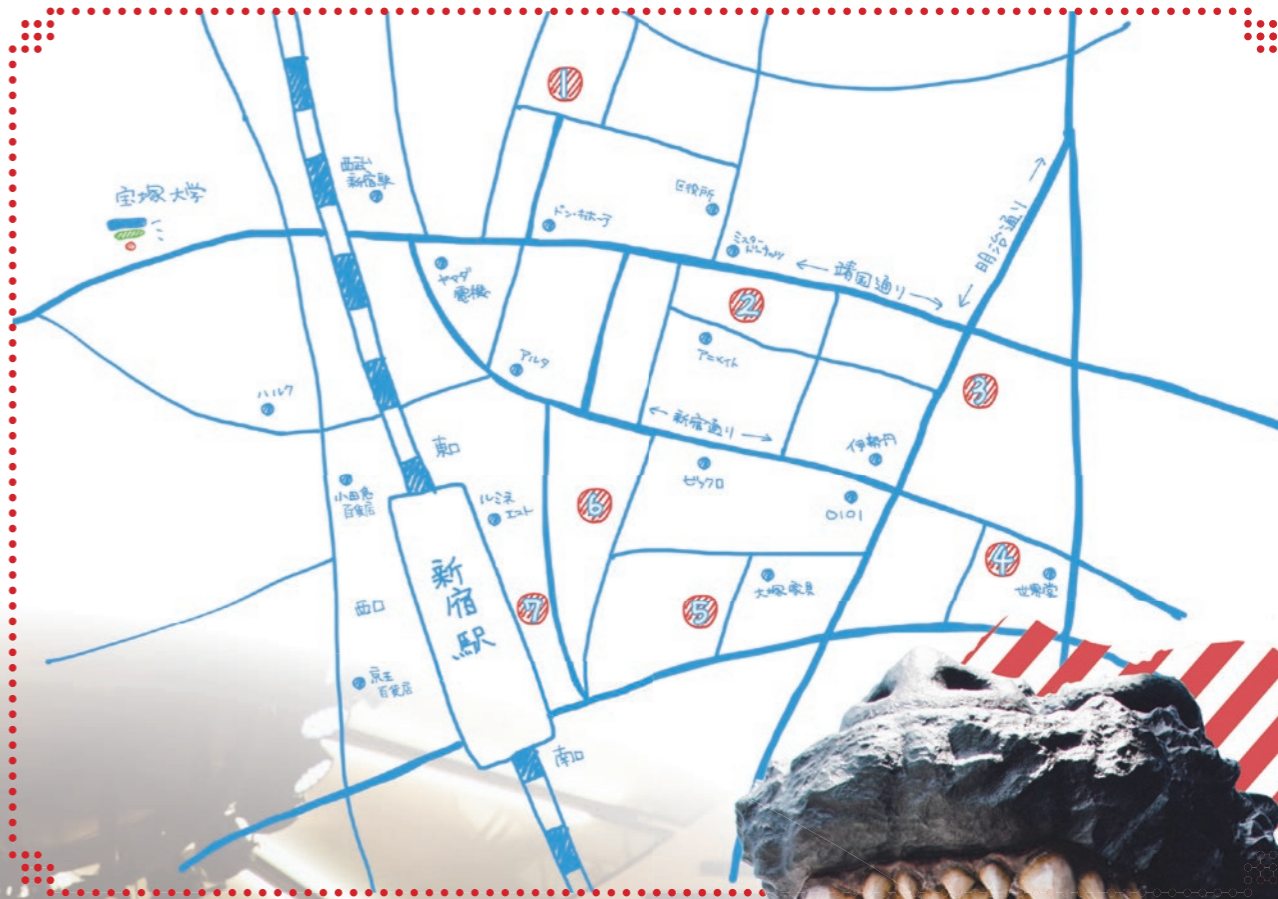 ①
宝塚大学
西武
新宿駅
区役所
ドン・キホーテ
ミスター
ドーナッツ
← 靖国通り →
← 明治通り →
ヤマダ
電機
②
アニメイト
アルタ
③
ハルク
← 新宿通り →
伊勢丹
東口
ビックロ
小田急
百貨店
ルミネ
エスト
⑥
0101
新宿駅
④
世界堂
大塚家具
西口
⑦
⑤
京王
百貨店
南口